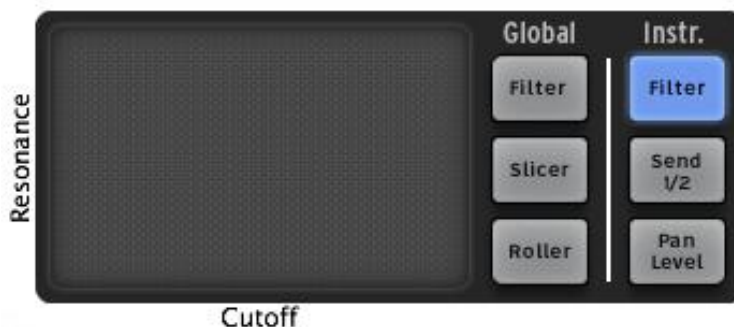 Global
Instr.
Filter
Filter
Slicer
Send
1/2
Roller
Pan
Level
Resonance
Cutoff